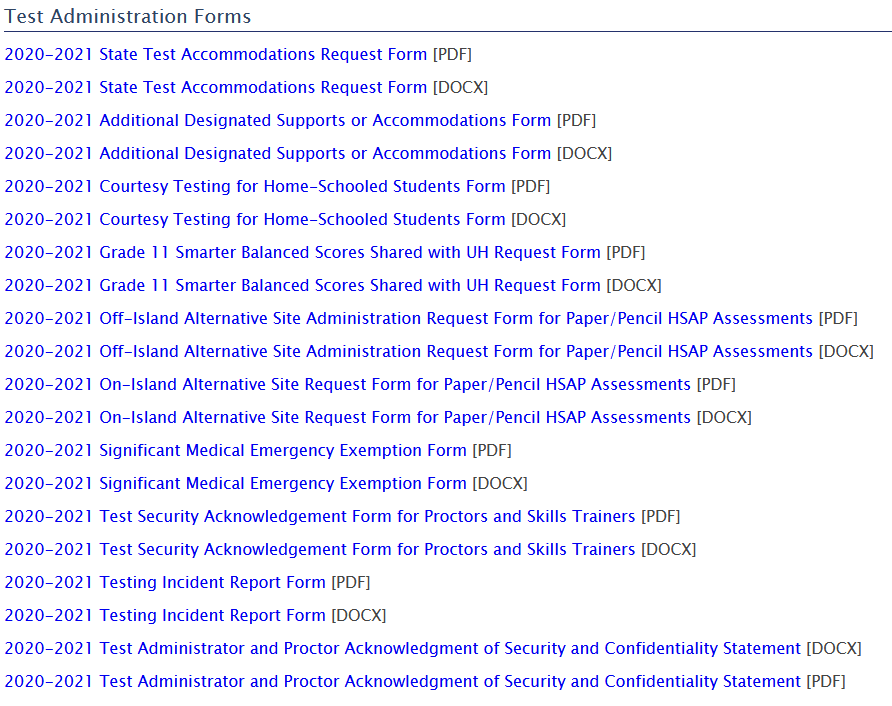 Test Administration Forms
2020-2021 State Test Accommodations Request Form [PDF]
2020-2021 State Test Accommodations Request Form [DOCX]
2020-2021 Additional Designated Supports or Accommodations Form [PDF]
2020-2021 Additional Designated Supports or Accommodations Form [DOCX]
2020-2021 Courtesy Testing for Home-Schooled Students Form [PDF]
2020-2021 Courtesy Testing for Home-Schooled Students Form [DOCX]
2020-2021 Grade 11 Smarter Balanced Scores Shared with UH Request Form [PDF]
2020-2021 Grade 11 Smarter Balanced Scores Shared with UH Request Form [DOCX]
2020-2021 Off-Island Alternative Site Administration Request Form for Paper/Pencil HSAP Assessments [PDF]
2020-2021 Off-Island Alternative Site Administration Request Form for Paper/Pencil HSAP Assessments [DOCX]
2020-2021 On-Island Alternative Site Request Form for Paper/Pencil HSAP Assessments [PDF]
2020-2021 On-Island Alternative Site Request Form for Paper/Pencil HSAP Assessments [DOCX]
2020-2021 Significant Medical Emergency Exemption Form [PDF]
2020-2021 Significant Medical Emergency Exemption Form [DOCX]
2020-2021 Test Security Acknowledgement Form for Proctors and Skills Trainers [PDF]
2020-2021 Test Security Acknowledgement Form for Proctors and Skills Trainers [DOCX]
2020-2021 Testing Incident Report Form [PDF]
2020-2021 Testing Incident Report Form [DOCX]
2020-2021 Test Administrator and Proctor Acknowledgment of Security and Confidentiality Statement [DOCX]
2020-2021 Test Administrator and Proctor Acknowledgment of Security and Confidentiality Statement [PDF]